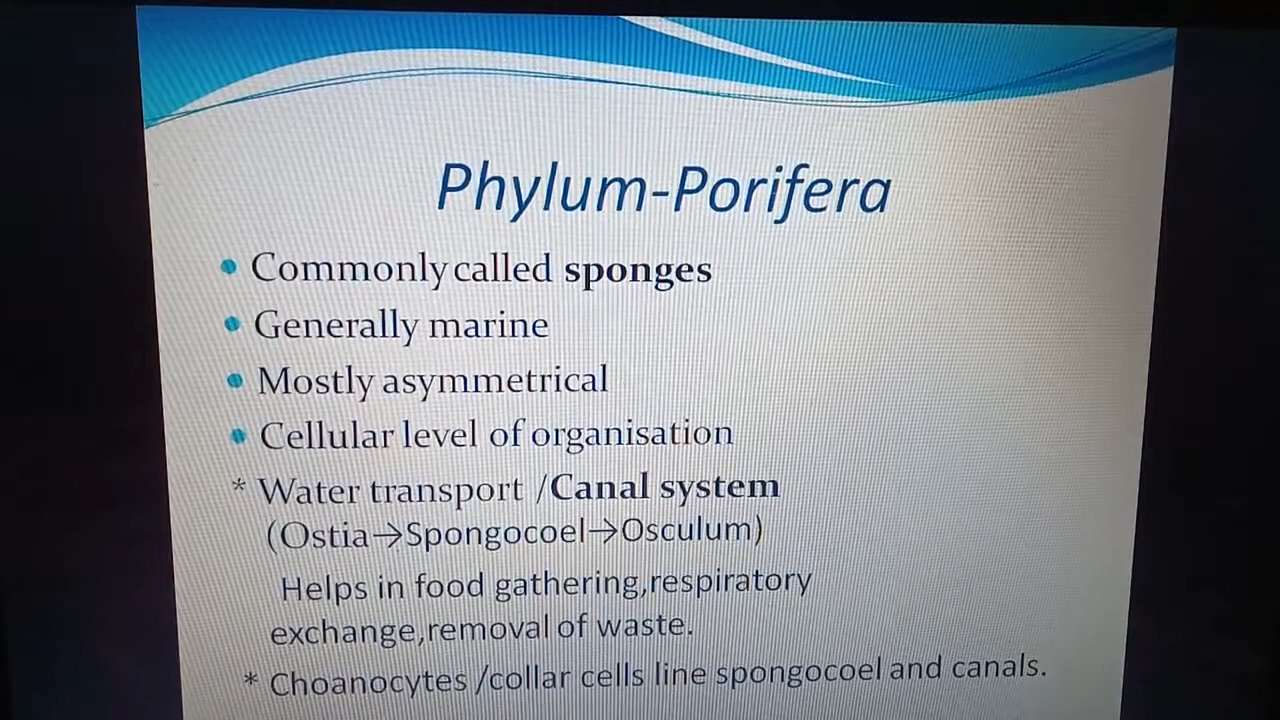 Phylum-Porifera
• Commonly called sponges
• Generally marine
• Mostly asymmetrical
• Cellular level of organisation
* Water transport /Canal system
(Ostia→Spongocoel→Osculum)
Helps in food gathering,respiratory
exchange,removal of waste.
* Choanocytes /collar cells line spongocoel and canals.